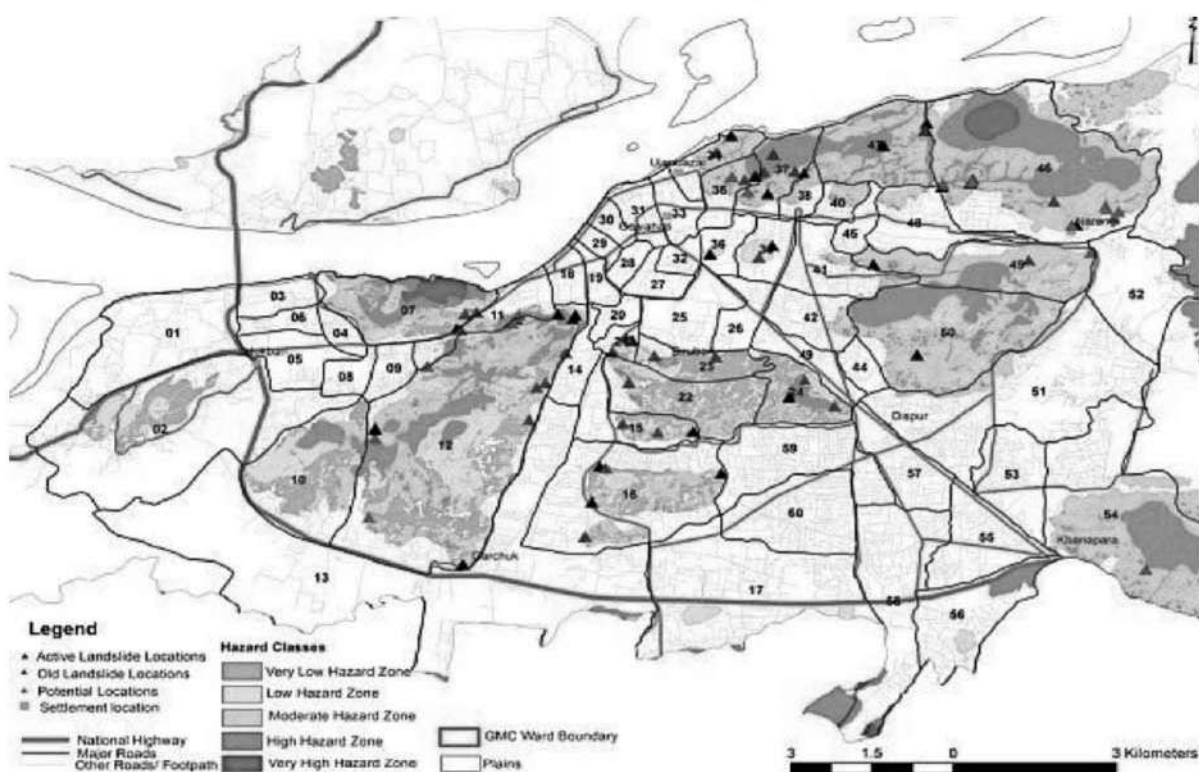 N
46
37
35
38
40
45
48
31
33
30
29
36
28
32
49
18
19
41
27
52
03
07
06
11
01
04
20
25
42
50
26
05
09
14
43
44
08
23
51
22
Dispur
02
12
15
59
57
53
10
16
54
60
55
Khanapara
Garchuk
13
17
58
56
Legend
Active Landslide Locations
Old Landslide Locations
Potential Locations
Settlement location
National Highway
Major Roads
Other Roads/ Footpath
Hazard Classes
Very Low Hazard Zone
Low Hazard Zone
Moderate Hazard Zone
High Hazard Zone
Very High Hazard Zone
GMC Ward Boundary
Plains
3 1.5 0 3 Kilometers